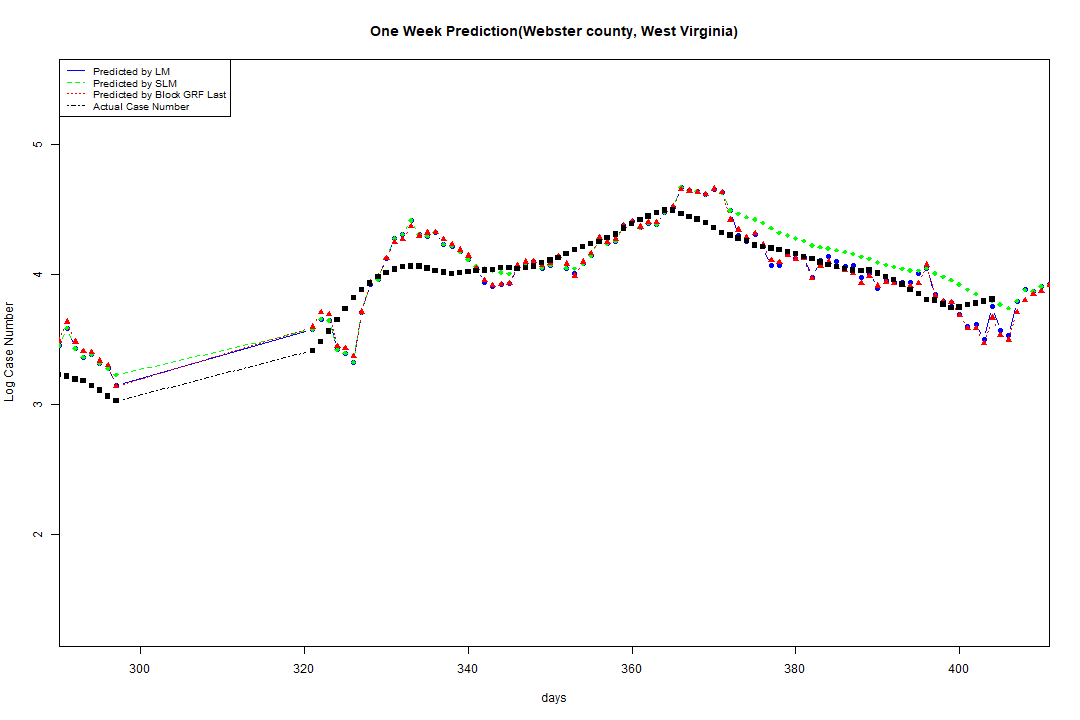 One Week Prediction(Webster county, West Virginia)
Predicted by LM
Predicted by SLM
Predicted by Block GRF Last
Actual Case Number
Log Case Number
5
4
3
2
300 320 340 360 380 400
days